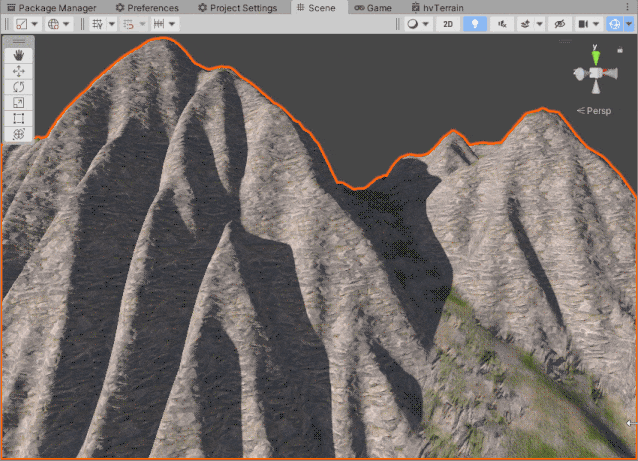 Package Manager Preferences Project Settings Scene Game hvTerrain
2D
y
Persp